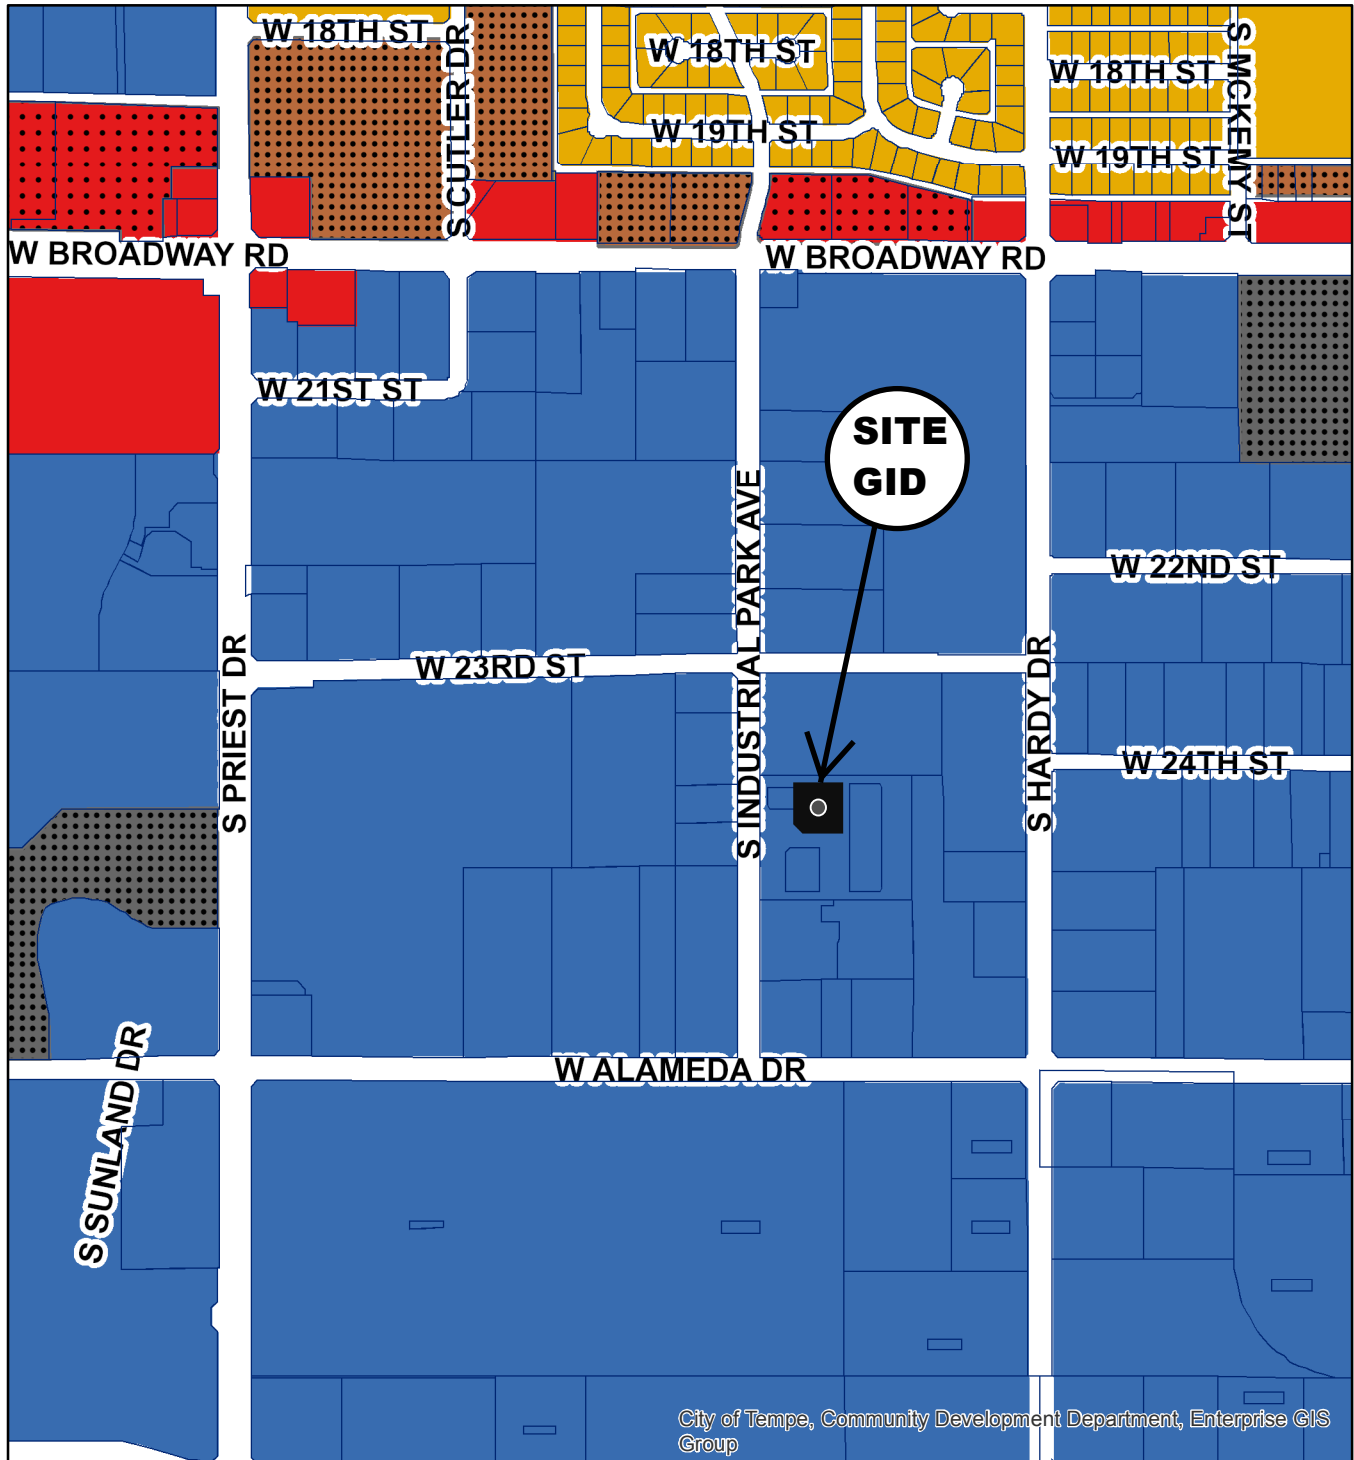 W 18TH ST
S CUTLER DR
W 18TH ST
S MCKEMY ST
W 18TH ST
W 19TH ST
W 19TH ST
W BROADWAY RD
W BROADWAY RD
W 21ST ST
SITE
GID
S INDUSTRIAL PARK AVE
W 22ND ST
S PRIEST DR
W 23RD ST
S HARDY DR
W 24TH ST
S SUNLAND DR
W ALAMEDA DR
City of Tempe, Community Development Department, Enterprise GIS
Group